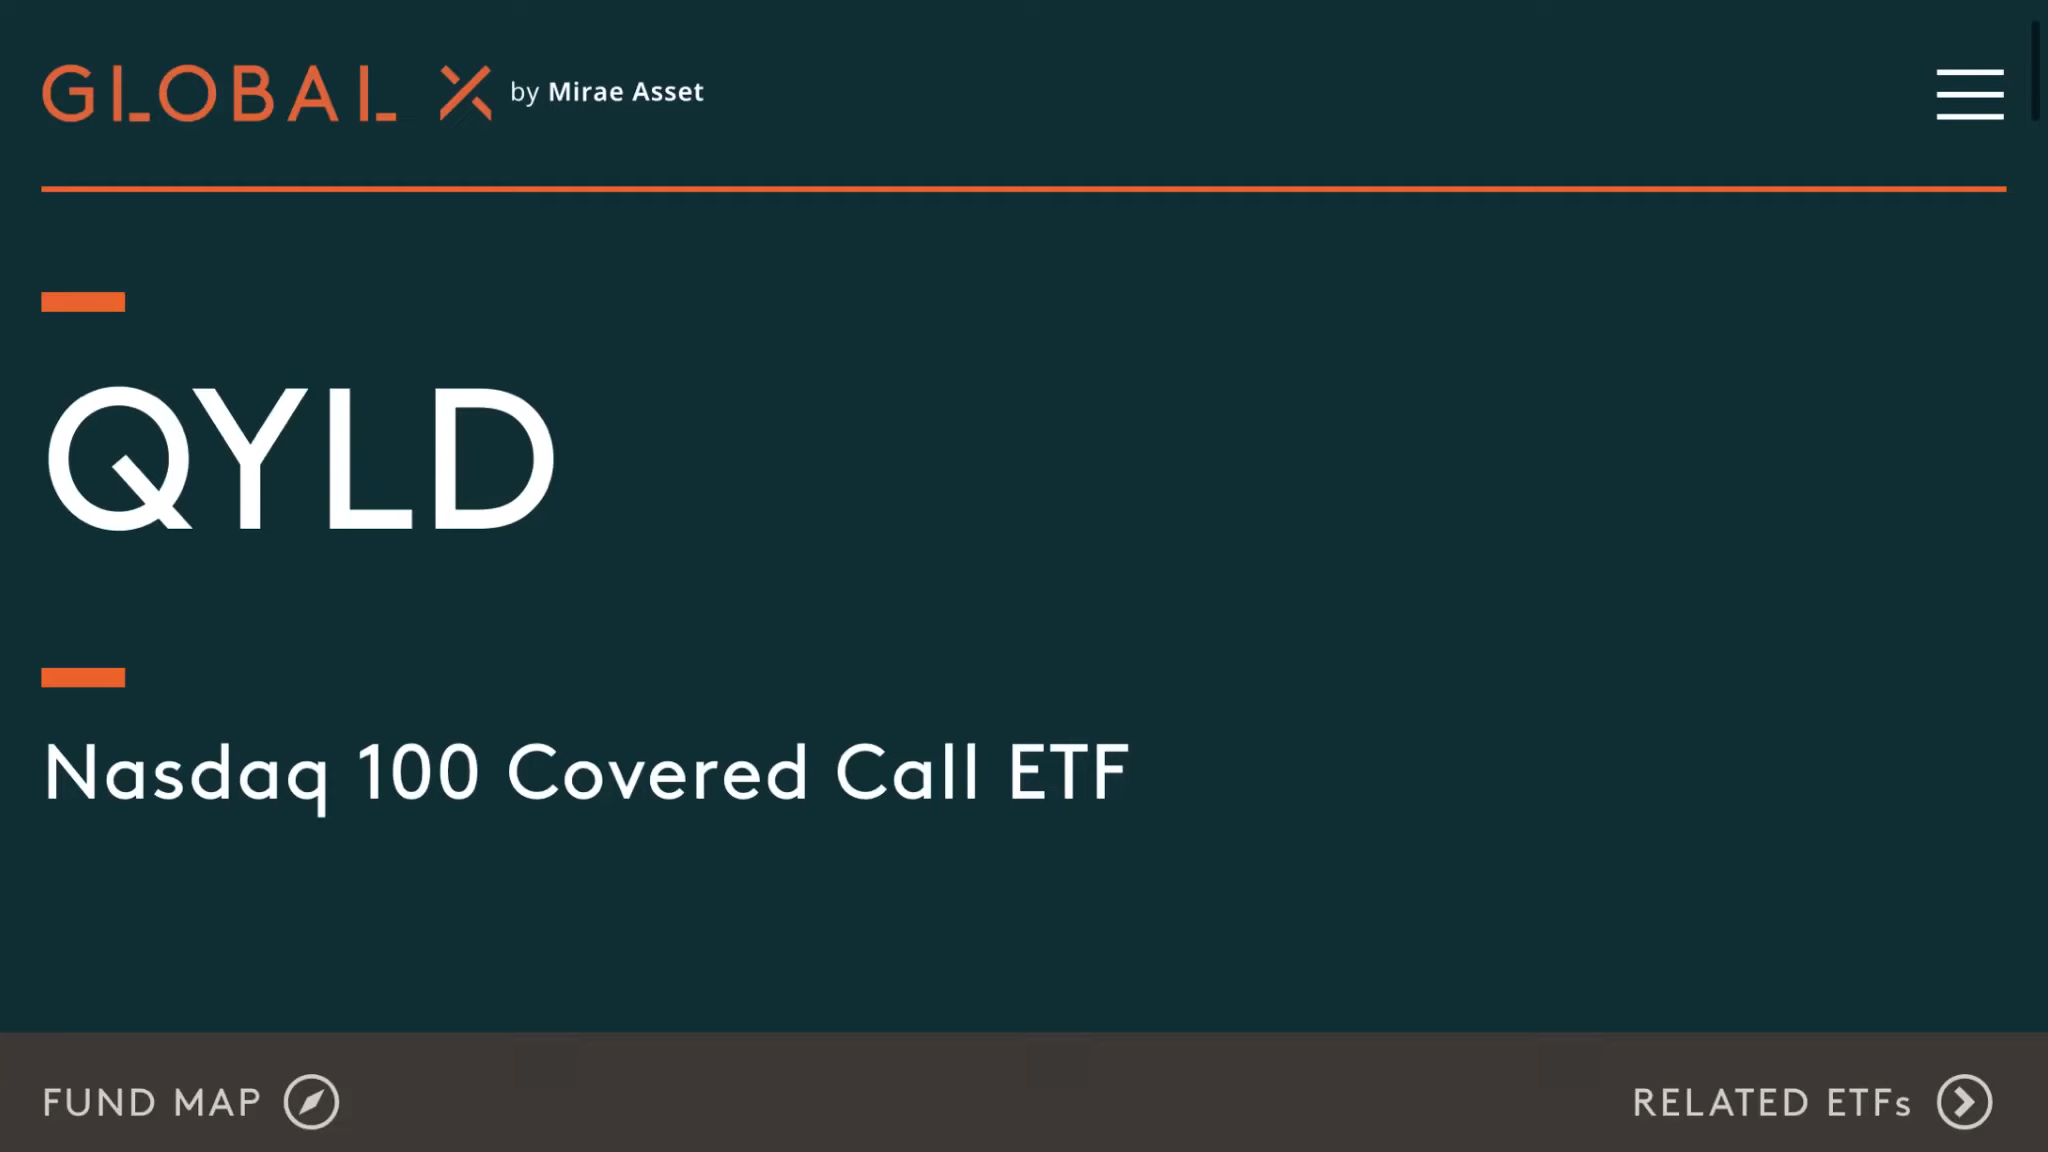 GLOBAL X by Mirae Asset
QYLD
Nasdaq 100 Covered Call ETF
FUND MAP
RELATED ETFs